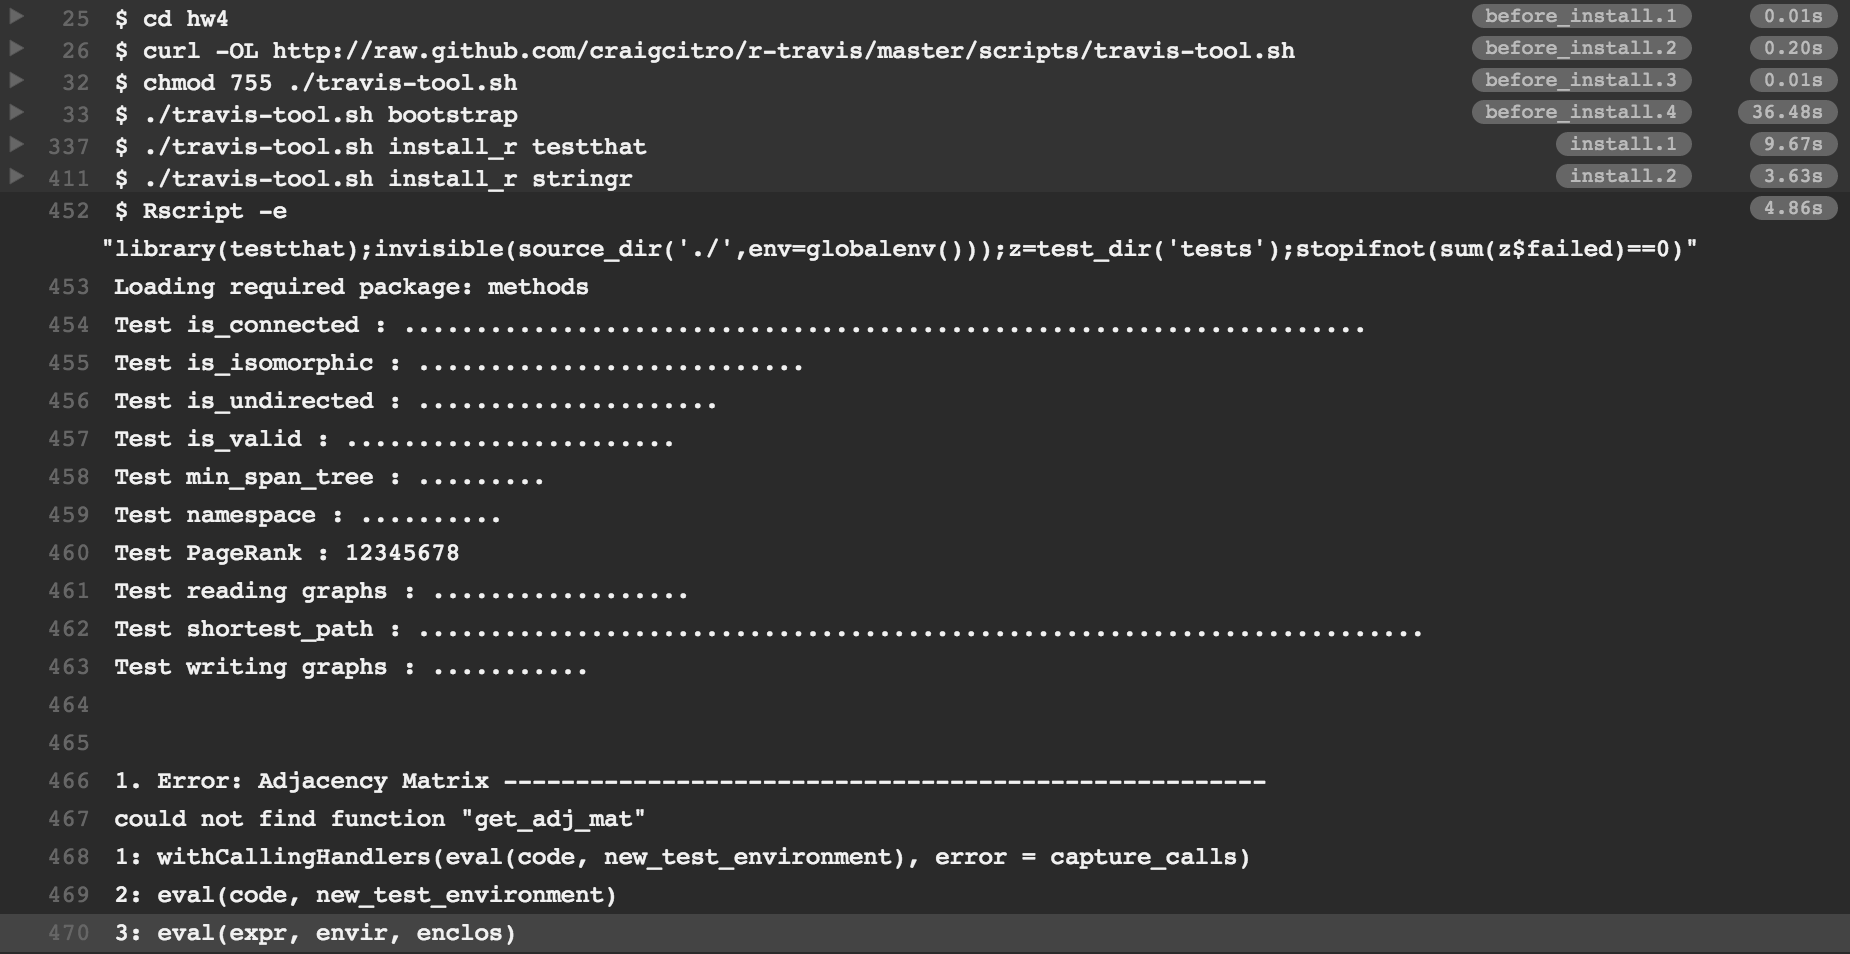 25 $ cd hw4 before_install.1 0.01s
26 $ curl -OL http://raw.github.com/craigcitro/r-travis/master/scripts/travis-tool.sh before_install.2 0.20s
32 $ chmod 755 ./travis-tool.sh before_install.3 0.01s
33 $ ./travis-tool.sh bootstrap before_install.4 36.48s
337 $ ./travis-tool.sh install_r testthat install.1 9.67s
411 $ ./travis-tool.sh install_r stringr install.2 3.63s
452 $ Rscript -e 4.86s
"library(testthat);invisible(source_dir('./',env=globalenv()));z=test_dir('tests');stopifnot(sum(z$failed)==0)"
453 Loading required package: methods
454 Test is_connected : ...................................................................
455 Test is_isomorphic : ...........................
456 Test is_undirected : .....................
457 Test is_valid : .......................
458 Test min_span_tree : .........
459 Test namespace : ..........
460 Test PageRank : 12345678
461 Test reading graphs : ..................
462 Test shortest_path : ......................................................................
463 Test writing graphs : ...........
464
465
466 1. Error: Adjacency Matrix -----------------------------------------------------
467 could not find function "get_adj_mat"
468 1: withCallingHandlers(eval(code, new_test_environment), error = capture_calls)
469 2: eval(code, new_test_environment)
470 3: eval(expr, envir, enclos)